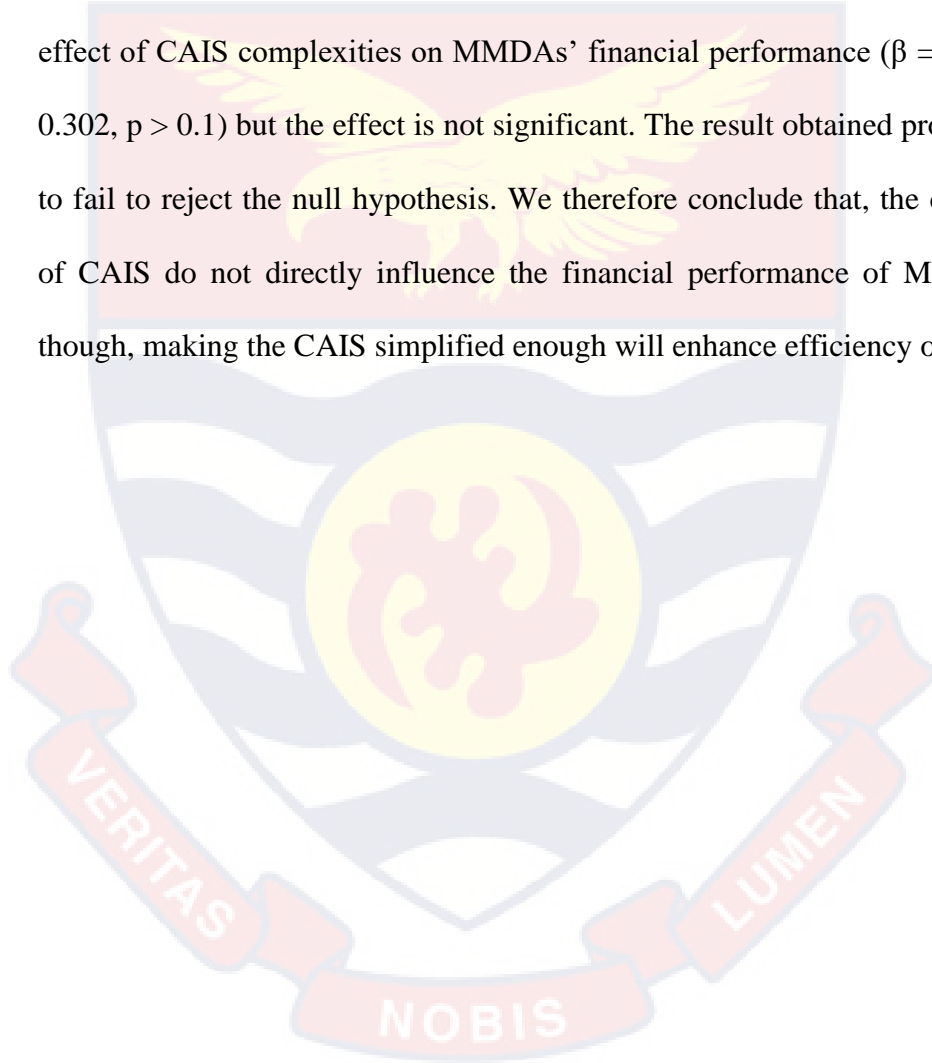 effect of CAIS complexities on MMDAs’ financial performance (β =
0.302, p > 0.1) but the effect is not significant. The result obtained pro
to fail to reject the null hypothesis. We therefore conclude that, the
of CAIS do not directly influence the financial performance of M
though, making the CAIS simplified enough will enhance efficiency o
VERITAS
NOBIS
LUMEN